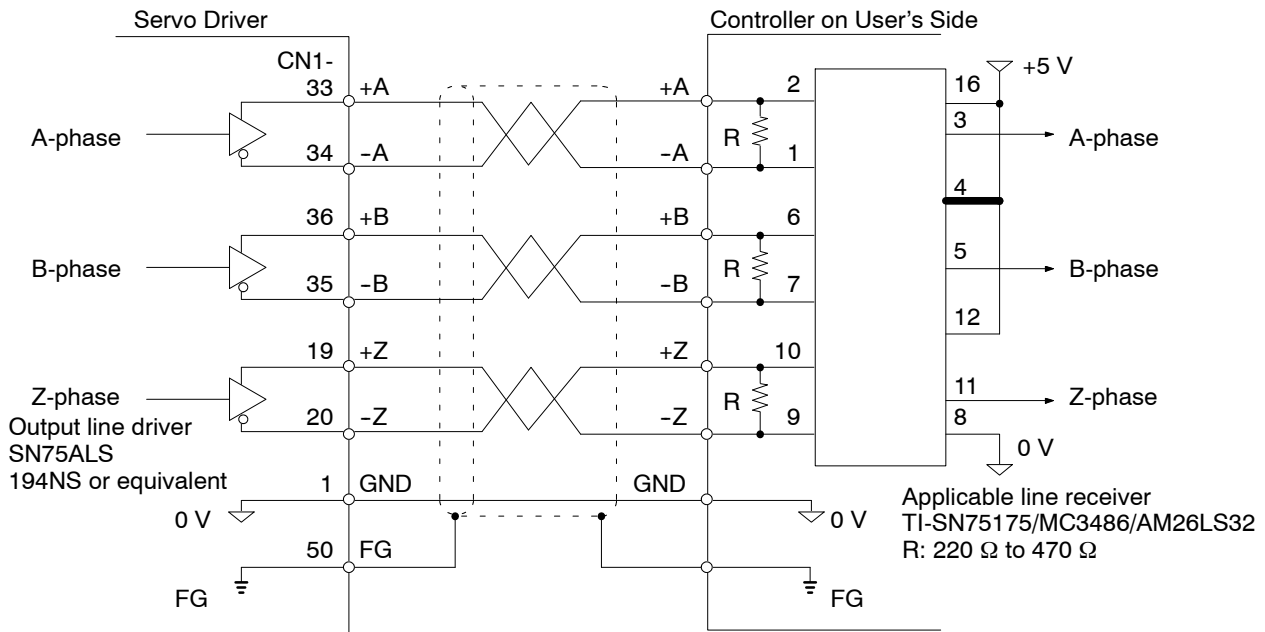 Servo Driver
Controller on User's Side
CN1-
33 +A +A 2 16 +5 V
A-phase R 3 A-phase
34 --A --A 1
4
36 +B +B 6
B-phase R 5 B-phase
35 --B --B 7
12
19 +Z +Z 10
Z-phase R 11 Z-phase
20 --Z --Z 9 8
0 V
Output line driver
SN75ALS
194NS or equivalent
1 GND GND
0 V 0 V
Applicable line receiver
TI-SN75175/MC3486/AM26LS32
R: 220 Ω to 470 Ω
50 FG
FG FG